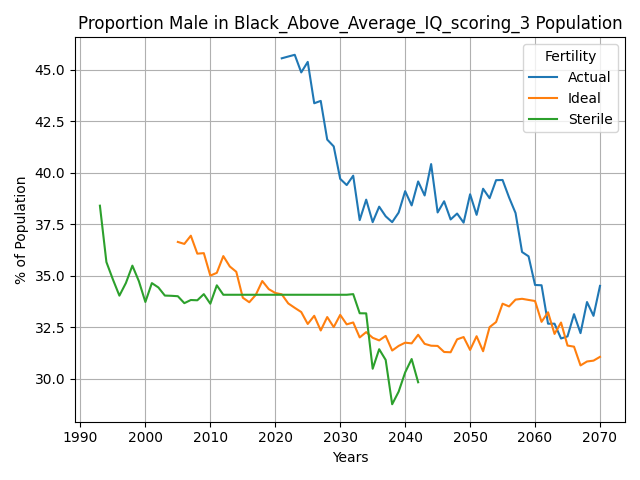 Proportion Male in Black_Above_Average_IQ_scoring_3 Population
Fertility
Actual
Ideal
Sterile
% of Population
45.0
42.5
40.0
37.5
35.0
32.5
30.0
1990 2000 2010 2020 2030 2040 2050 2060 2070
Years